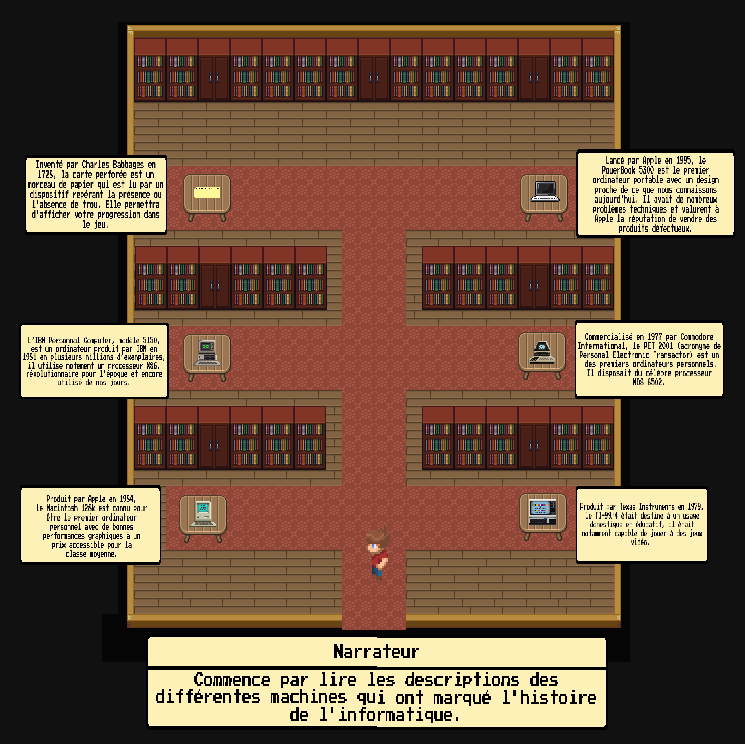 Inventé par Charles Babbages en
1725, la carte perforée est un
morceau de papier qui est lu par un
dispositif repérant la présence ou
l'absence de trou. Elle permettra
d'afficher votre progression dans
le jeu.
Lancé par Apple en 1995, le
PowerBook 5300 est le premier
ordinateur portable avec un design
proche de ce que nous connaissons
aujourd'hui. Il avait de nombreux
problèmes techniques et valurent à
Apple la réputation de vendre des
produits défectueux.
L'IBM Personnal Computer, modèle 5150,
est un ordinateur produit par IBM en
1981 en plusieurs millions d'exemplaires,
il utilise notement un processeur X86,
révolutionnaire pour l'époque et encore
utilisé de nos jours.
Commercialisé en 1977 par Commodore
International, le PET 2001 (acronyme de
Personal Electronic Transactor) est un
des premiers ordinateurs personnels.
Il disposait du célèbre processeur
MOS 6502.
Produit par Apple en 1984,
le Macintosh 128k est connu pour
être le premier ordinateur
personnel avec de bonnes
performances graphiques a un
prix accessible pour la
classe moyenne.
Produit par Texas Instruments en 1979,
le TI-99/4 était destiné à un usage
domestique et éducatif, il était
notamment capable de jouer à des jeux
vidéo.
Narrateur
Commence par lire les descriptions des
différentes machines qui ont marqué l'histoire
de l'informatique.